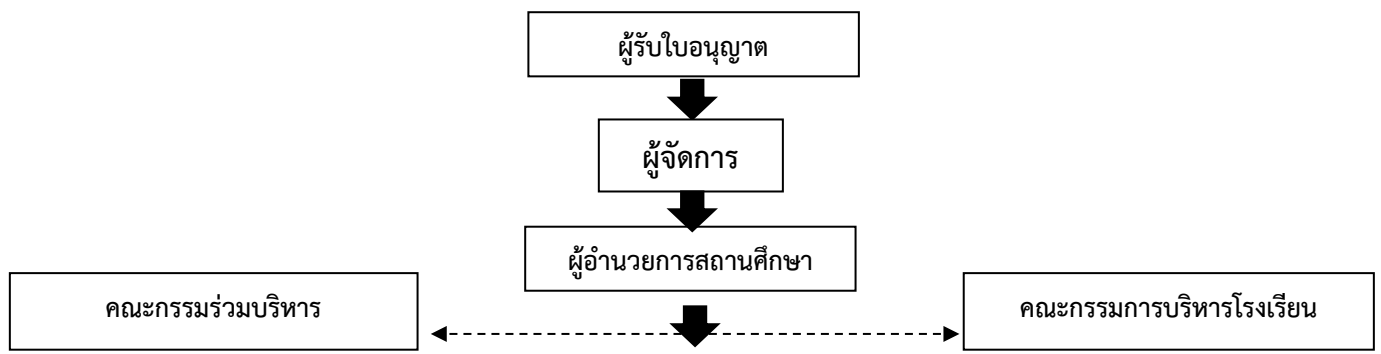 ผู้รับใบอนุญาต
ผู้จัดการ
ผู้อำนวยการสถานศึกษา
คณะกรรมร่วมบริหาร
คณะกรรมการบริหารโรงเรียน